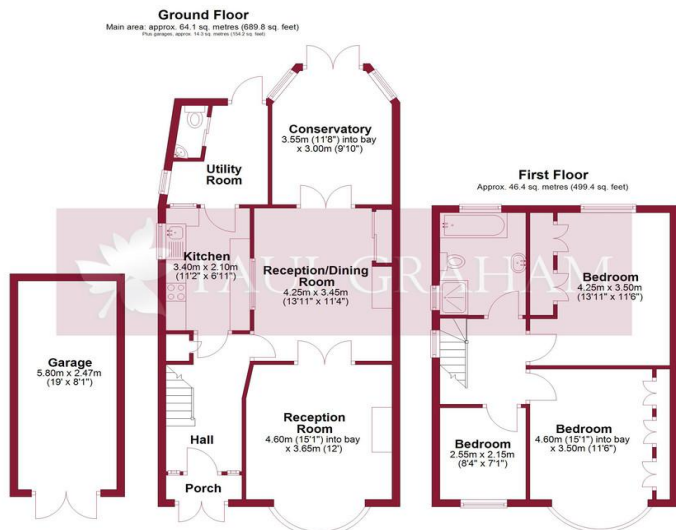 Ground Floor
Main area: approx. 64.1 sq. metres (689.8 sq. feet)
Plus garages, approx. 14.3 sq. metres (154.2 sq. feet)
Conservatory
3.55m (11'8") into bay
x 3.00m (9'10")
Utility
Room
Kitchen
3.40m x 2.10m
(11'2" x 6'11")
Reception/Dining
Room
4.25m x 3.45m
(13'11" x 11'4")
Garage
5.80m x 2.47m
(19' x 8'1")
Hall
Reception
Room
4.60m (15'1") into bay
x 3.65m (12')
Porch
First Floor
Approx. 46.4 sq. metres (499.4 sq. feet)
Bedroom
4.25m x 3.50m
(13'11" x 11'6")
Bedroom
2.55m x 2.15m
(8'4" x 7'1")
Bedroom
4.60m (15'1") into bay
x 3.50m (11'6")
PAUL GRAHAM